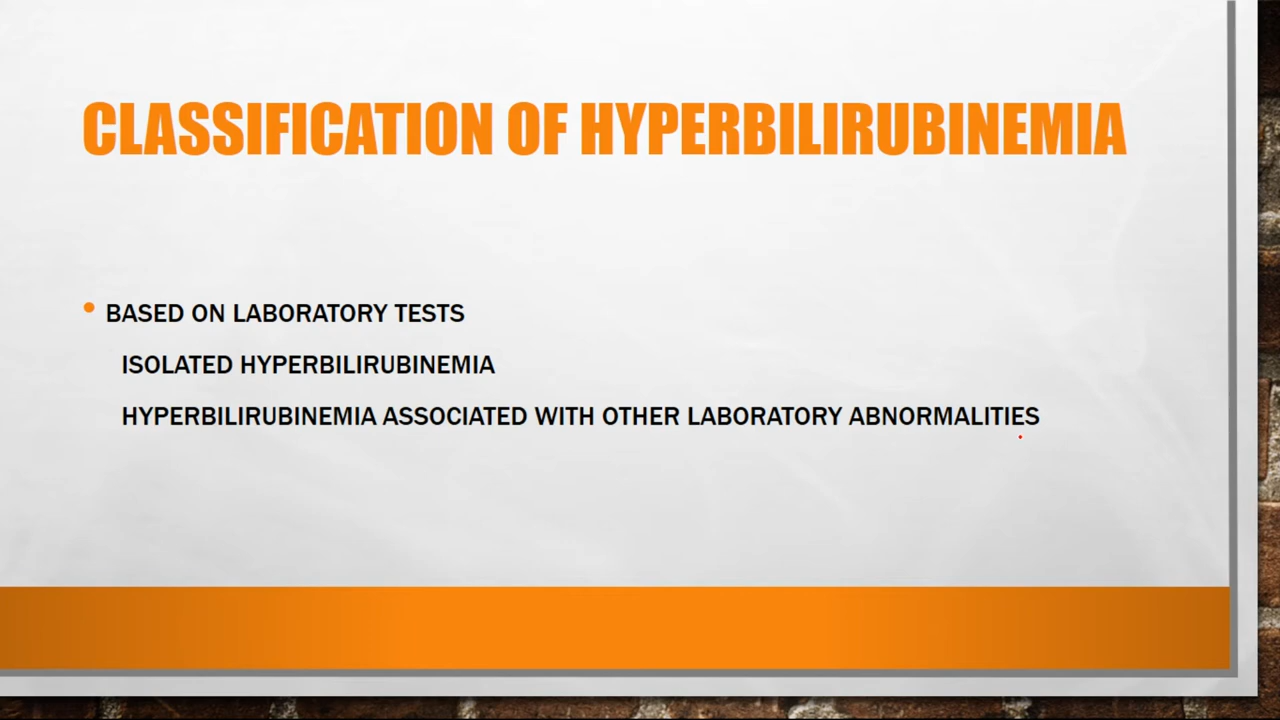 CLASSIFICATION OF HYPERBILIRUBINEMIA
• BASED ON LABORATORY TESTS
ISOLATED HYPERBILIRUBINEMIA
HYPERBILIRUBINEMIA ASSOCIATED WITH OTHER LABORATORY ABNORMALITIES